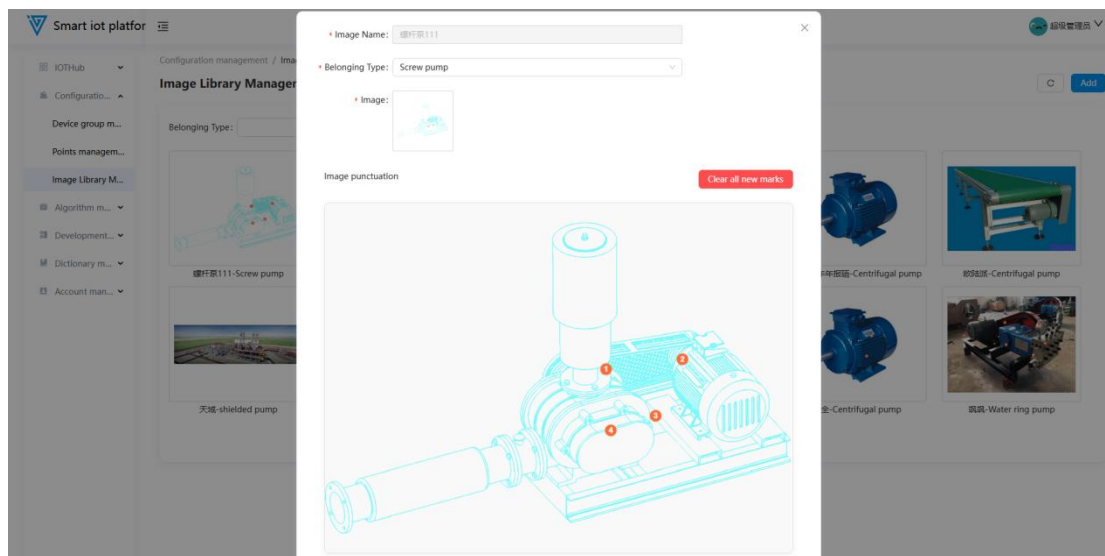 Smart iot platfor
超级管理员
IOTHub
Configuratio...
Device group m...
Points managem...
Image Library M...
Algorithm m...
Development...
Dictionary m...
Account man...
Configuration management / Ima
Image Library Manager
Add
Belonging Type:
螺杆泵111-Screw pump
天城-shielded pump
* Image Name: 螺杆泵111
* Belonging Type: Screw pump
* Image:
Image punctuation
Clear all new marks
1
2
3
4
-Centrifugal pump
-Centrifugal pump
-Centrifugal pump
飒飒-Water ring pump